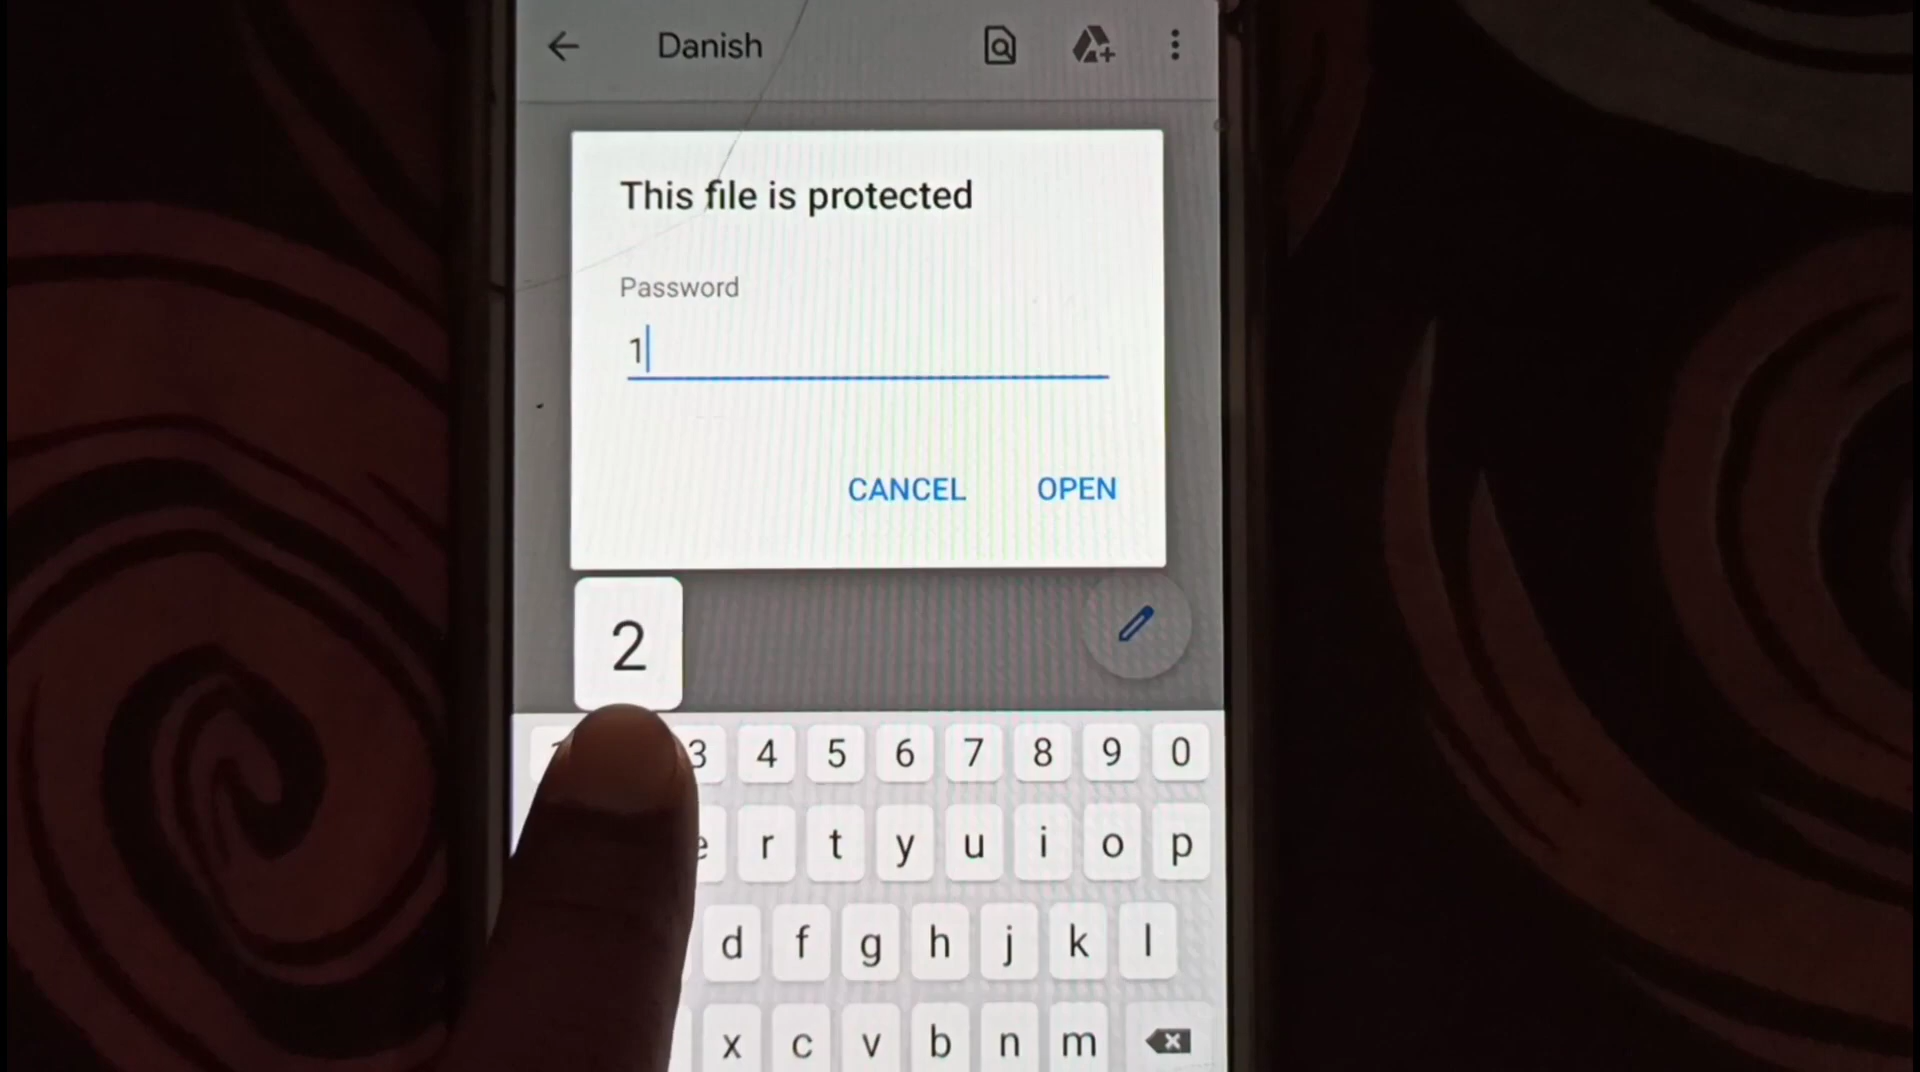 Danish
This file is protected
Password
1
CANCEL OPEN
2
3 4 5 6 7 8 9 0
e r t y u i o p
d f g h j k l
x c v b n m